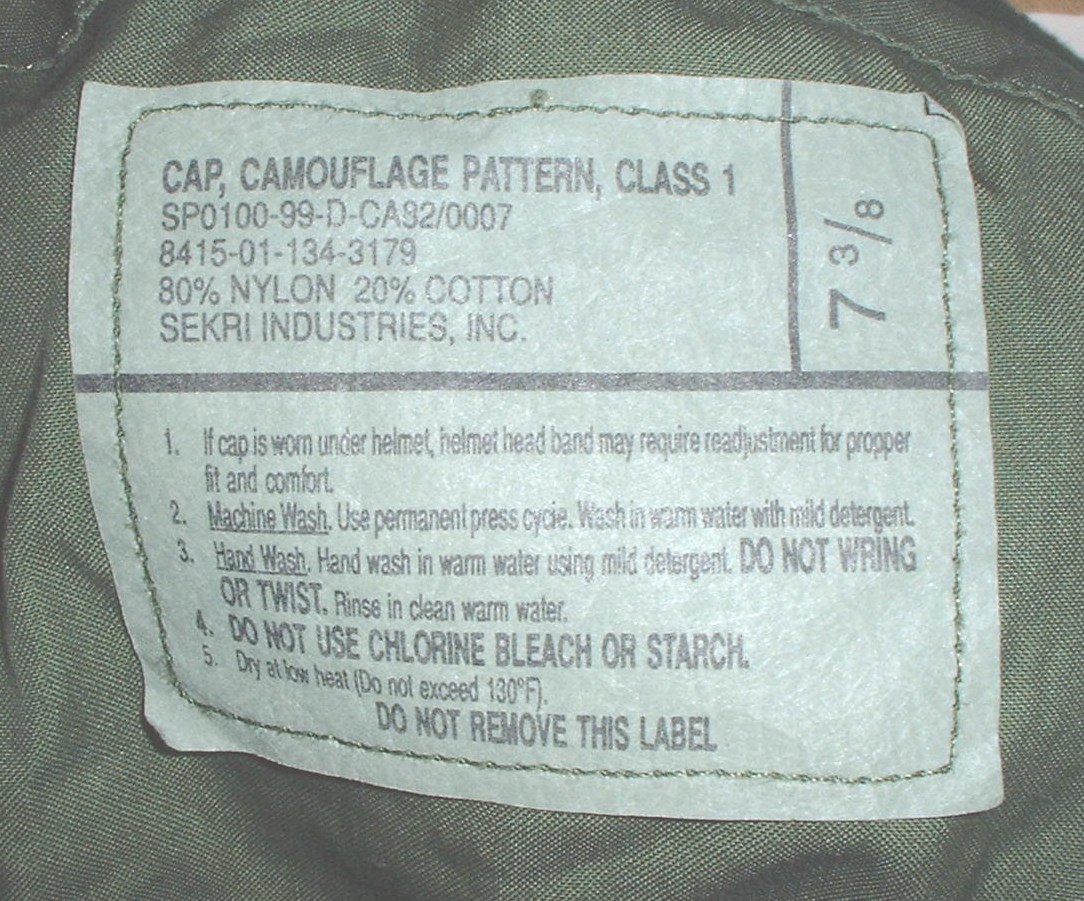 CAP, CAMOUFLAGE PATTERN, CLASS 1
SP0100-99-D-CA92/0007
8415-01-134-3179
80% NYLON 20% COTTON
SEKRI INDUSTRIES, INC.
7 3/8
1. If cap is worn under helmet, helmet head band may require readjustment for propper
fit and comfort.
2. Machine Wash. Use permanent press cycle. Wash in warm water with mild detergent.
3. Hand Wash. Hand wash in warm water using mild detergent. DO NOT WRING
OR TWIST. Rinse in clean warm water.
4. DO NOT USE CHLORINE BLEACH OR STARCH.
5. Dry at low heat (Do not exceed 130°F).
DO NOT REMOVE THIS LABEL